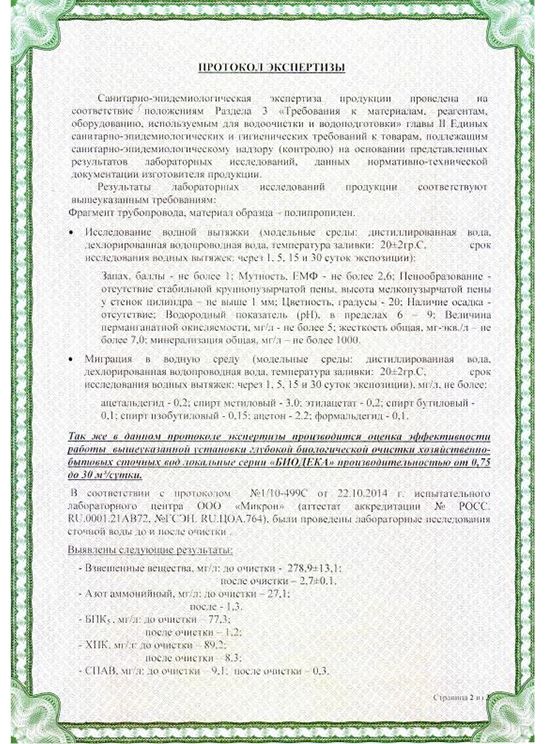 ПРОТОКОЛ ЭКСПЕРТИЗЫ
Санитарно-эпидемиологическая экспертиза продукции проведена на
соответствие положениям Раздела 3 «Требования к материалам, реагентам,
оборудованию, используемым для водоочистки и водоподготовки» главы II Единых
санитарно-эпидемиологических и гигиенических требований к товарам, подлежащим
санитарно-эпидемиологическому надзору (контролю) на основании представленных
результатов лабораторных исследований, данных нормативно-технической
документации изготовителя продукции.
Результаты лабораторных исследований продукции соответствуют
вышеуказанным требованиям:
Фрагмент трубопровода, материал образца – полипропилен.
• Исследование водной вытяжки (модельные среды: дистиллированная вода,
дехлорированная водопроводная вода, температура заливки: 20±2гр.С, срок
исследования водных вытяжек: через 1, 5, 15 и 30 суток экспозиции):
Запах, баллы - не более 1; Мутность, ЕМФ - не более 2,6; Пенообразование -
отсутствие стабильной крупнопузырчатой пены, высота мелкопузырчатой пены
у стенок цилиндра – не выше 1 мм; Цветность, градусы - 20; Наличие осадка -
отсутствие; Водородный показатель (pH), в пределах 6 – 9; Величина
перманганатной окисляемости, мг/л - не более 5; жесткость общая, мг-экв./л – не
более 7,0; минерализация общая, мг/л – не более 1000.
• Миграция в водную среду (модельные среды: дистиллированная вода,
дехлорированная водопроводная вода, температура заливки: 20±2гр.С, срок
исследования водных вытяжек: через 1, 5, 15 и 30 суток экспозиции), мг/л, не более:
ацетальдегид - 0,2; спирт метиловый - 3,0; этилацетат - 0,2; спирт бутиловый -
0,1; спирт изобутиловый - 0,15; ацетон - 2,2; формальдегид - 0,1.
Так же в данном протоколе экспертизы производится оценка эффективности
работы вышеуказанной установки глубокой биологической очистки хозяйственно-
бытовых сточных вод локальные серии «БИОДЕКА» производительностью от 0,75
до 30 м³/сутки.
В соответствии с протоколом №1/10-499С от 22.10.2014 г. испытательного
лабораторного центра ООО «Микрон» (аттестат аккредитации № РОСС.
RU.0001.21АВ72, №ГСЭН. RU.ЦОА.764), были проведены лабораторные исследования
сточной воды до и после очистки .
Выявлены следующие результаты:
- Взвешенные вещества, мг/л: до очистки - 278,9±13,1;
после очистки – 2,7±0,1.
- Азот аммонийный, мг/л: до очистки – 27,1;
после - 1,3.
- БПК₅ , мг/л: до очистки – 77,3;
после очистки – 1,2;
- ХПК, мг/л: до очистки – 89,2;
после очистки – 8,3;
- СПАВ, мг/л: до очистки – 9,1; после очистки – 0,3.
Страница 2 из